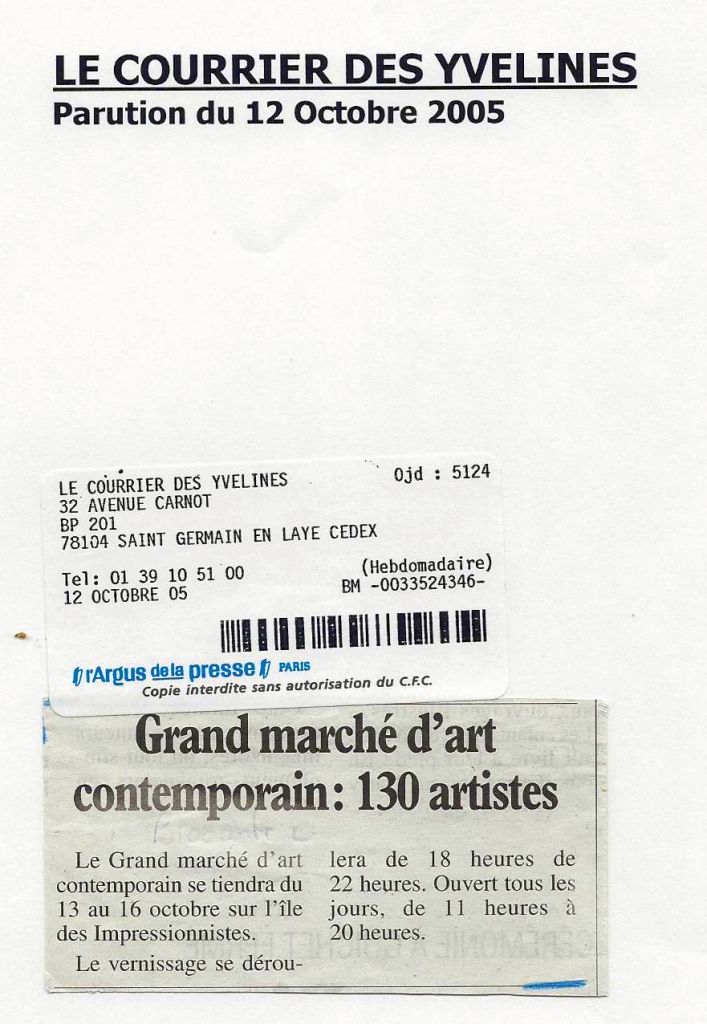 LE COURRIER DES YVELINES
Parution du 12 Octobre 2005
LE COURRIER DES YVELINES
Ojd : 5124
32 AVENUE CARNOT
BP 201
78104 SAINT GERMAIN EN LAYE CEDEX
Tel: 01 39 10 51 00
(Hebdomadaire)
12 OCTOBRE 05
BM -0033524346-
l'Argus de la presse PARIS
Copie interdite sans autorisation du C.F.C.
Grand marché d'art
contemporain : 130 artistes
Le Grand marché d'art
contemporain se tiendra du
13 au 16 octobre sur l'île
des Impressionnistes.
Le vernissage se dérou-
lera de 18 heures de
22 heures. Ouvert tous les
jours, de 11 heures à
20 heures.